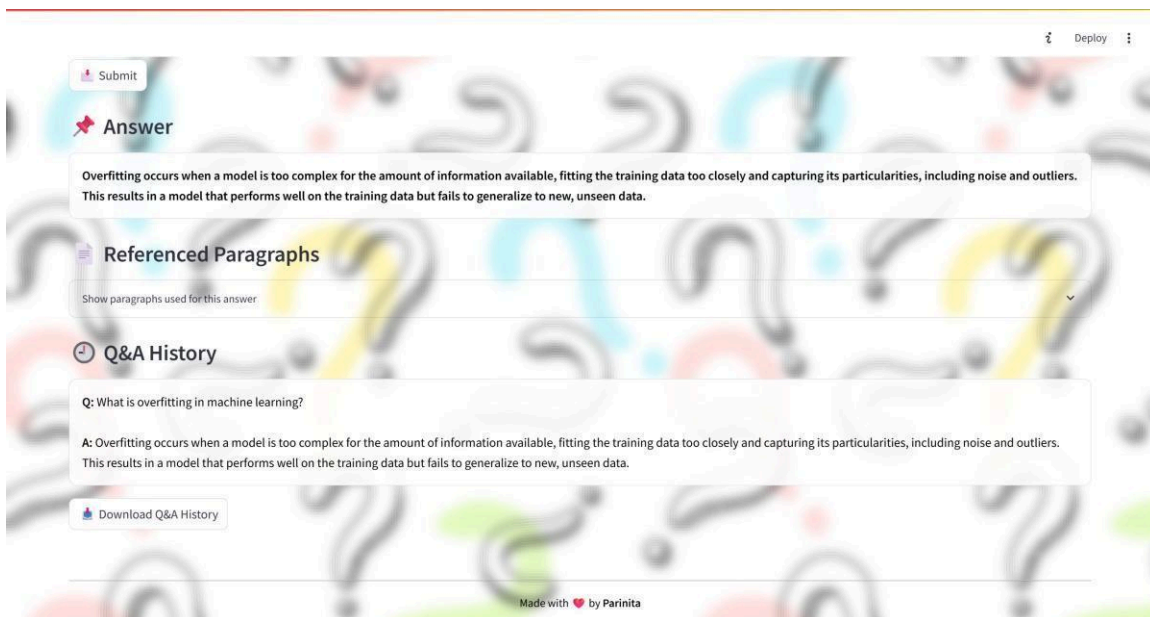 Deploy
Submit
Answer
Overfitting occurs when a model is too complex for the amount of information available, fitting the training data too closely and capturing its particularities, including noise and outliers.
This results in a model that performs well on the training data but fails to generalize to new, unseen data.
Referenced Paragraphs
Show paragraphs used for this answer
Q&A History
Q: What is overfitting in machine learning?
A: Overfitting occurs when a model is too complex for the amount of information available, fitting the training data too closely and capturing its particularities, including noise and outliers.
This results in a model that performs well on the training data but fails to generalize to new, unseen data.
Download Q&A History
Made with ❤️ by Parinita